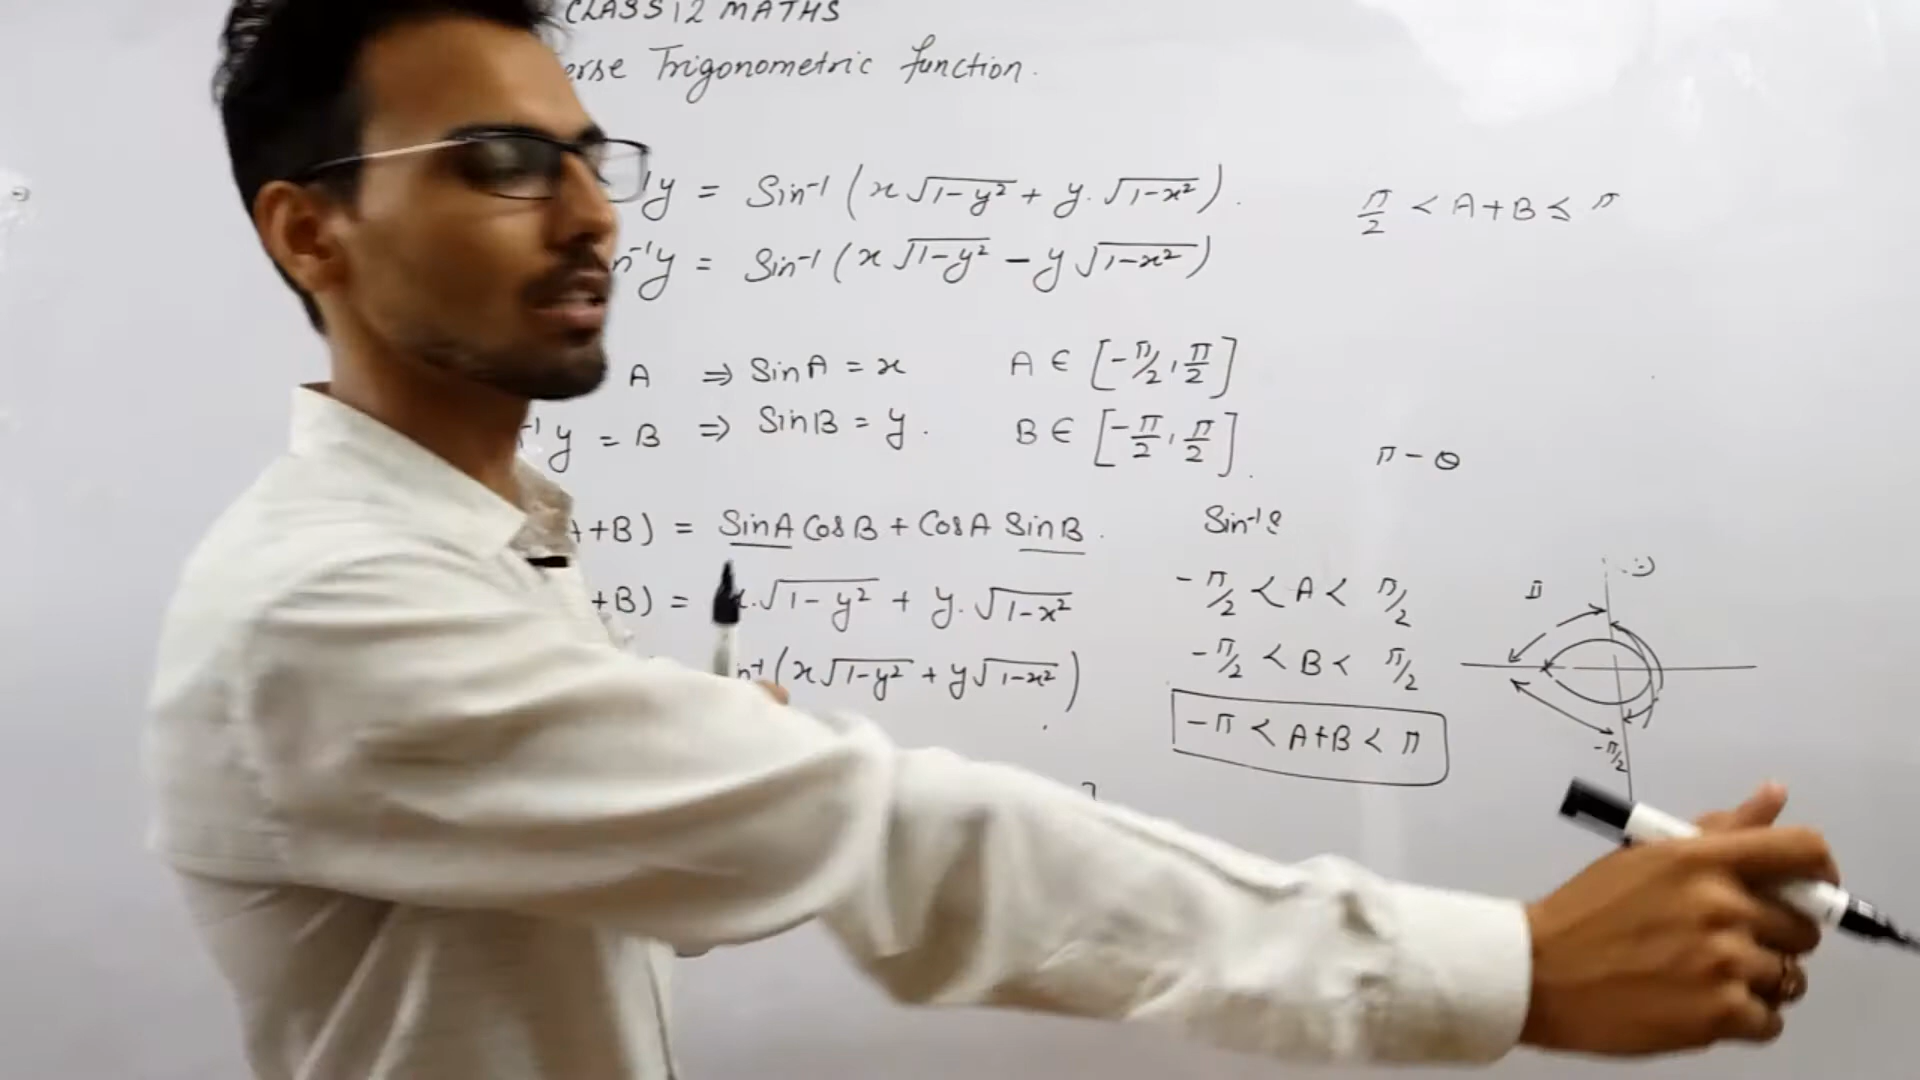 CLASS 12 MATHS
Trigonometric function.
y = Sin⁻¹ (x √1-y² + y. √1-x²).
y = Sin⁻¹ (x √1-y² - y √1-x²)
π/2 < A+B ≤ π
A ⇒ SinA = x A ∈ [-π/2, π/2]
⁻¹y = B ⇒ SinB = y. B ∈ [-π/2, π/2].
π - θ
+B) = SinA CosB + CosA SinB.
Sin⁻¹
+B) = .√1-y² + y. √1-x²
-π/2 < A < π/2
-π/2 < B < π/2
(x √1-y² + y √1-x²)
-π < A+B < π
-π/2